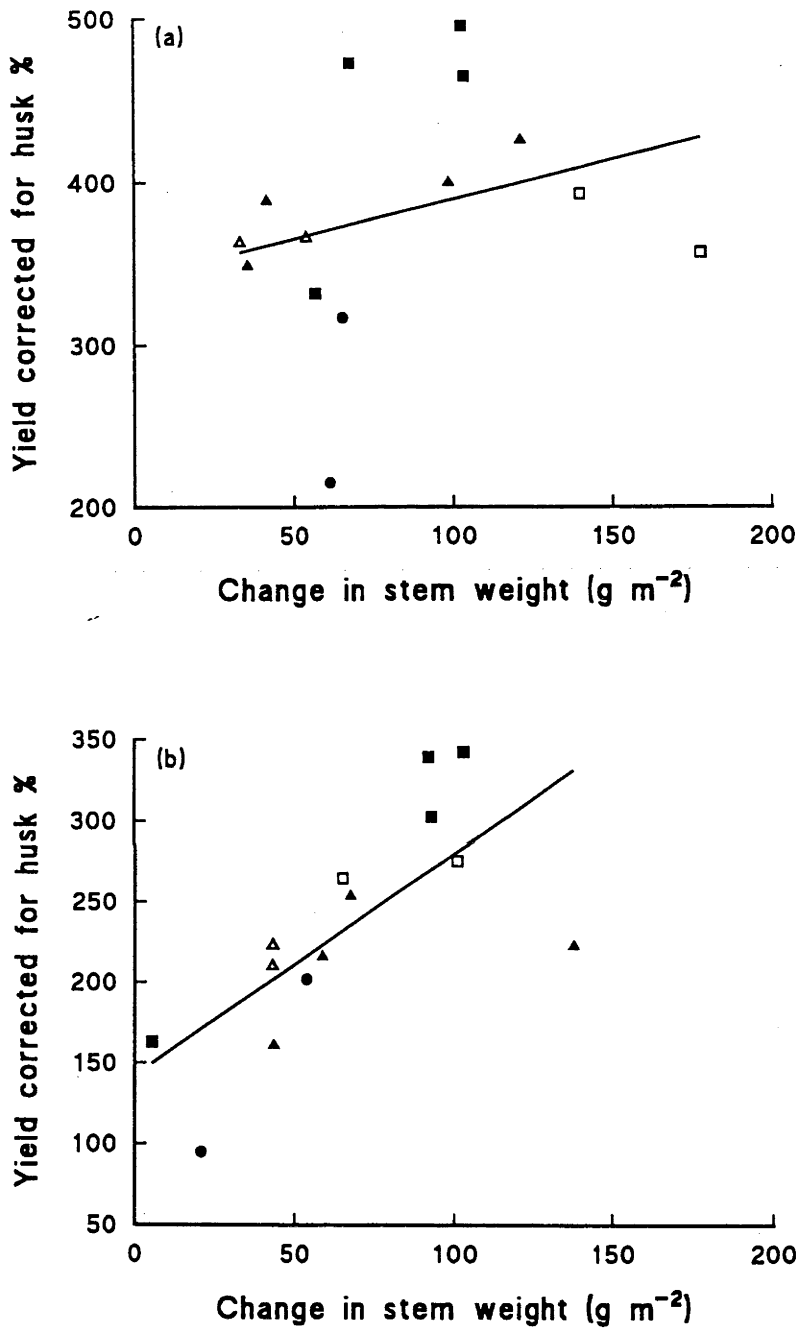 (a)
Yield corrected for husk %
500
400
300
200
0 50 100 150 200
Change in stem weight (g m⁻²)
(b)
Yield corrected for husk %
350
300
250
200
150
100
50
0 50 100 150 200
Change in stem weight (g m⁻²)